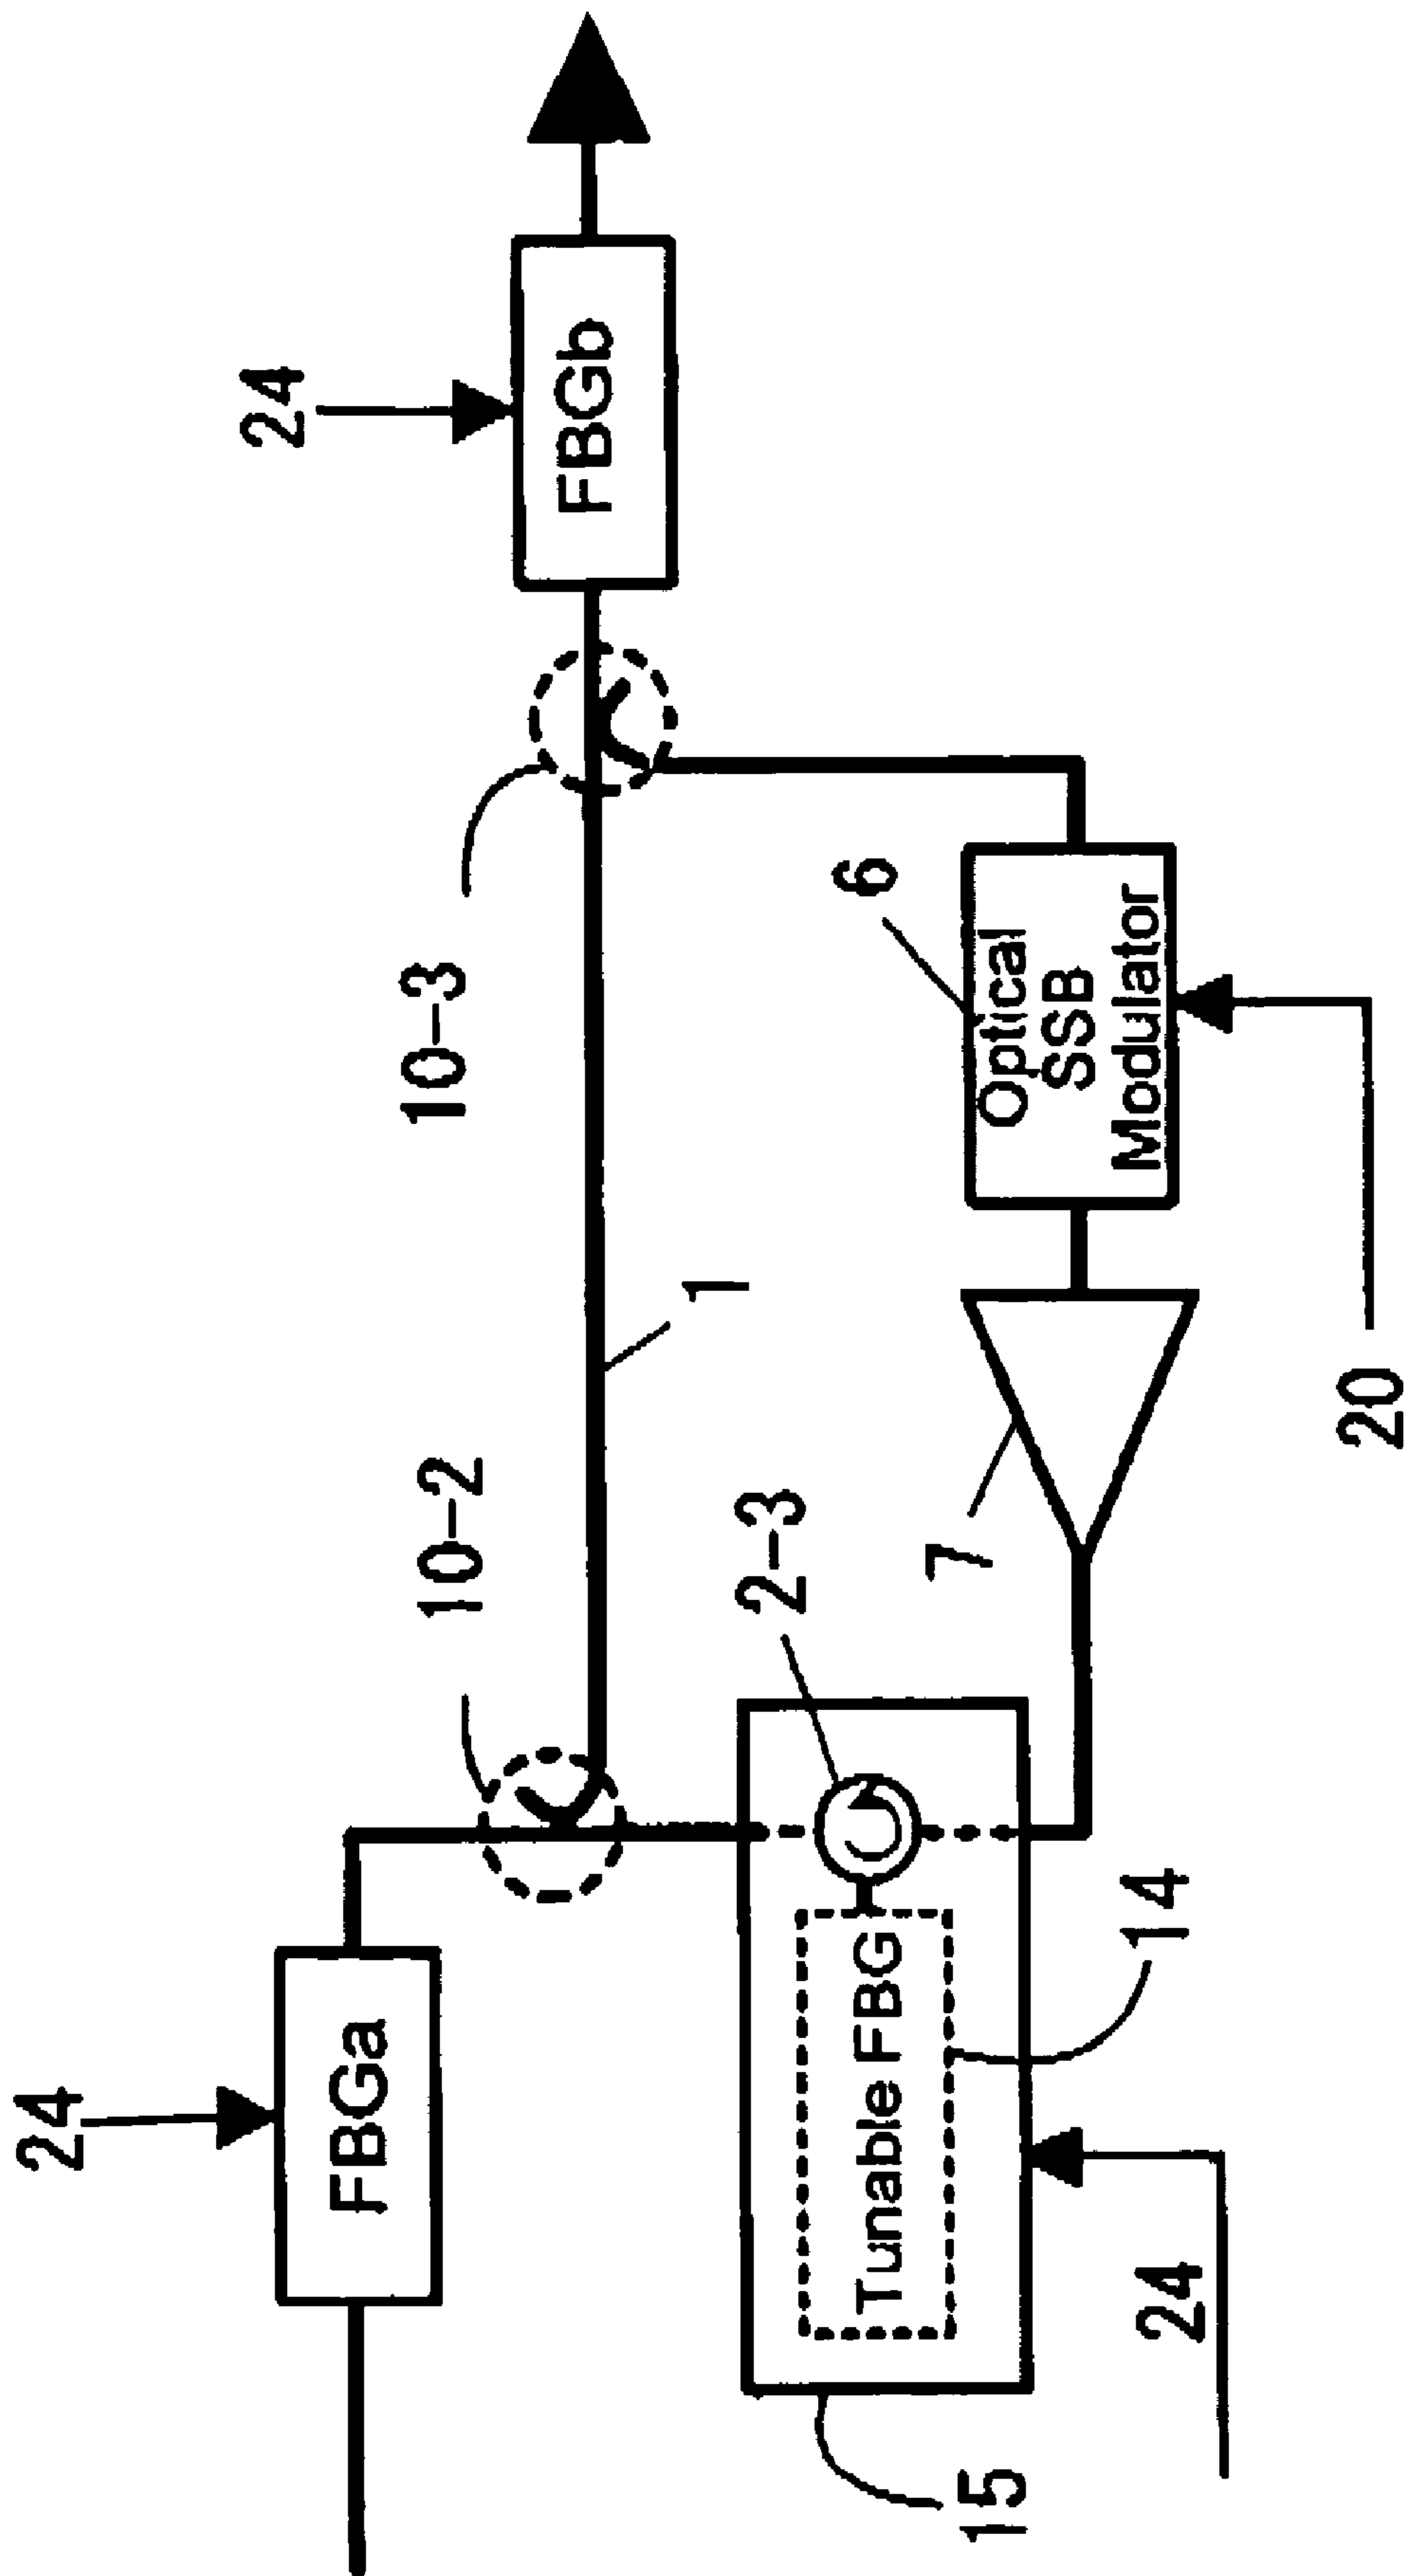 24
FBGa
10-2
10-3
24
FBGb
1
2-3
Tunable FBG
14
15
24
7
6
Optical
SSB
Modulator
20